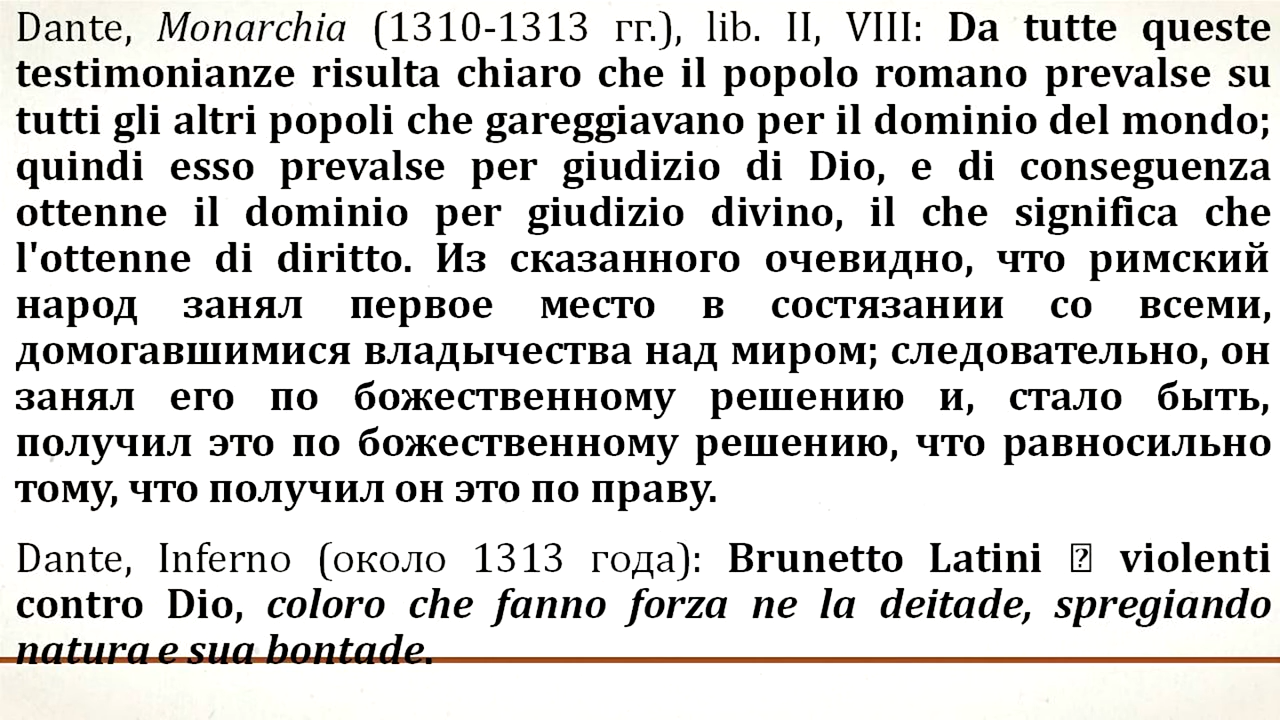 Dante, Monarchia (1310-1313 гг.), lib. II, VIII: Da tutte queste
testimonianze risulta chiaro che il popolo romano prevalse su
tutti gli altri popoli che gareggiavano per il dominio del mondo;
quindi esso prevalse per giudizio di Dio, e di conseguenza
ottenne il dominio per giudizio divino, il che significa che
l'ottenne di diritto. Из сказанного очевидно, что римский
народ занял первое место в состязании со всеми,
домогавшимися владычества над миром; следовательно, он
занял его по божественному решению и, стало быть,
получил это по божественному решению, что равносильно
тому, что получил он это по праву.
Dante, Inferno (около 1313 года): Brunetto Latini ⍰ violenti
contro Dio, coloro che fanno forza ne la deitade, spregiando
natura e sua bontade.